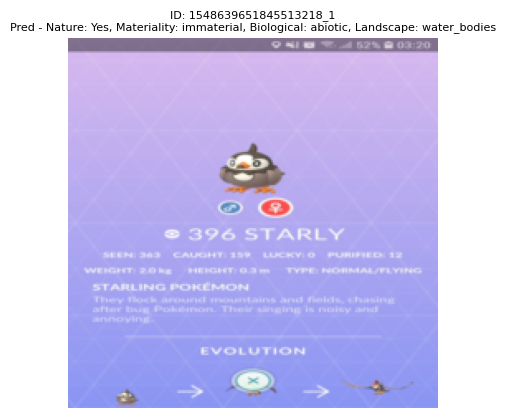 ID: 1548639651845513218_1
Pred - Nature: Yes, Materiality: immaterial, Biological: abiotic, Landscape: water_bodies
52% 03:20
396 STARLY
SEEN: 363 CAUGHT: 159 LUCKY: 0 PURIFIED: 12
WEIGHT: 2.0 kg HEIGHT: 0.3 m TYPE: NORMAL/FLYING
STARLING POKÉMON
They flock around mountains and fields, chasing
after bug Pokémon. Their singing is noisy and
annoying.
EVOLUTION